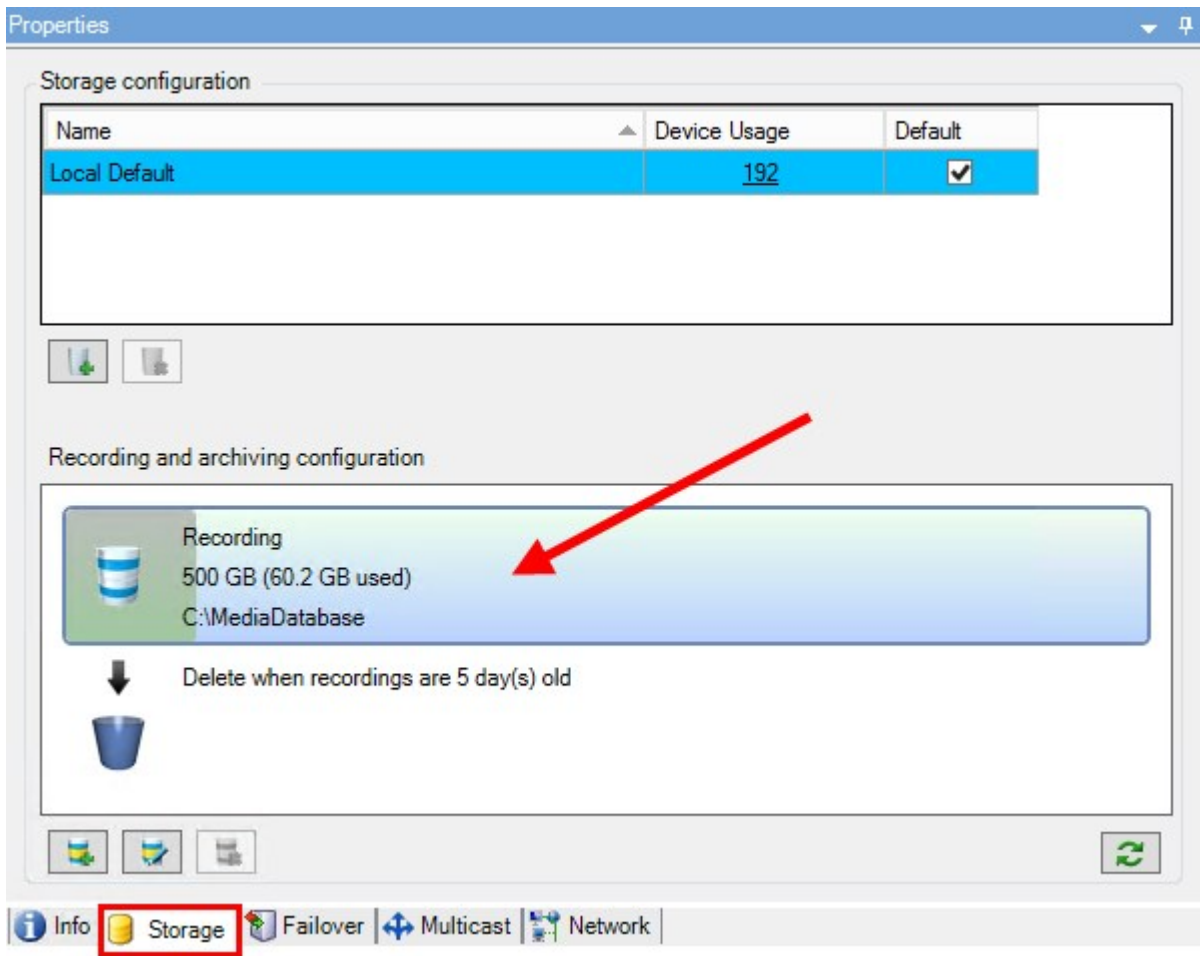 Properties
Storage configuration
Name Device Usage Default
Local Default 192
Recording and archiving configuration
Recording
500 GB (60.2 GB used)
C:\MediaDatabase
Delete when recordings are 5 day(s) old
Info Storage Failover Multicast Network